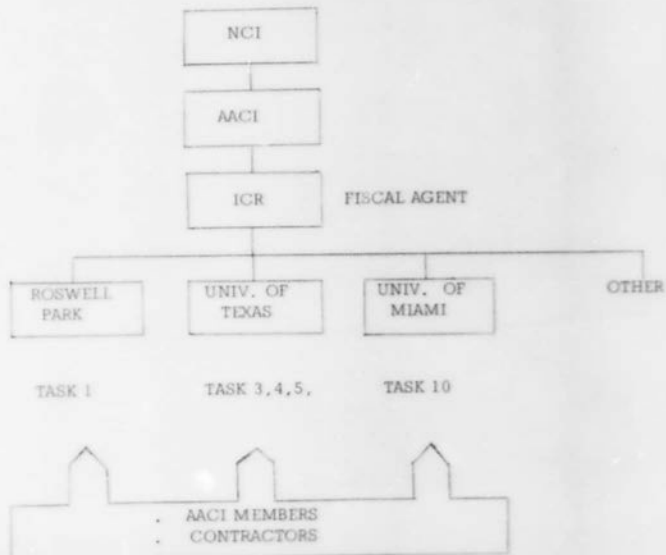 NCI
AACI
ICR
FISCAL AGENT
ROSWELL
PARK
UNIV. OF
TEXAS
UNIV. OF
MIAMI
OTHER
TASK 1
TASK 3,4,5,
TASK 10
. AACI MEMBERS
. CONTRACTORS